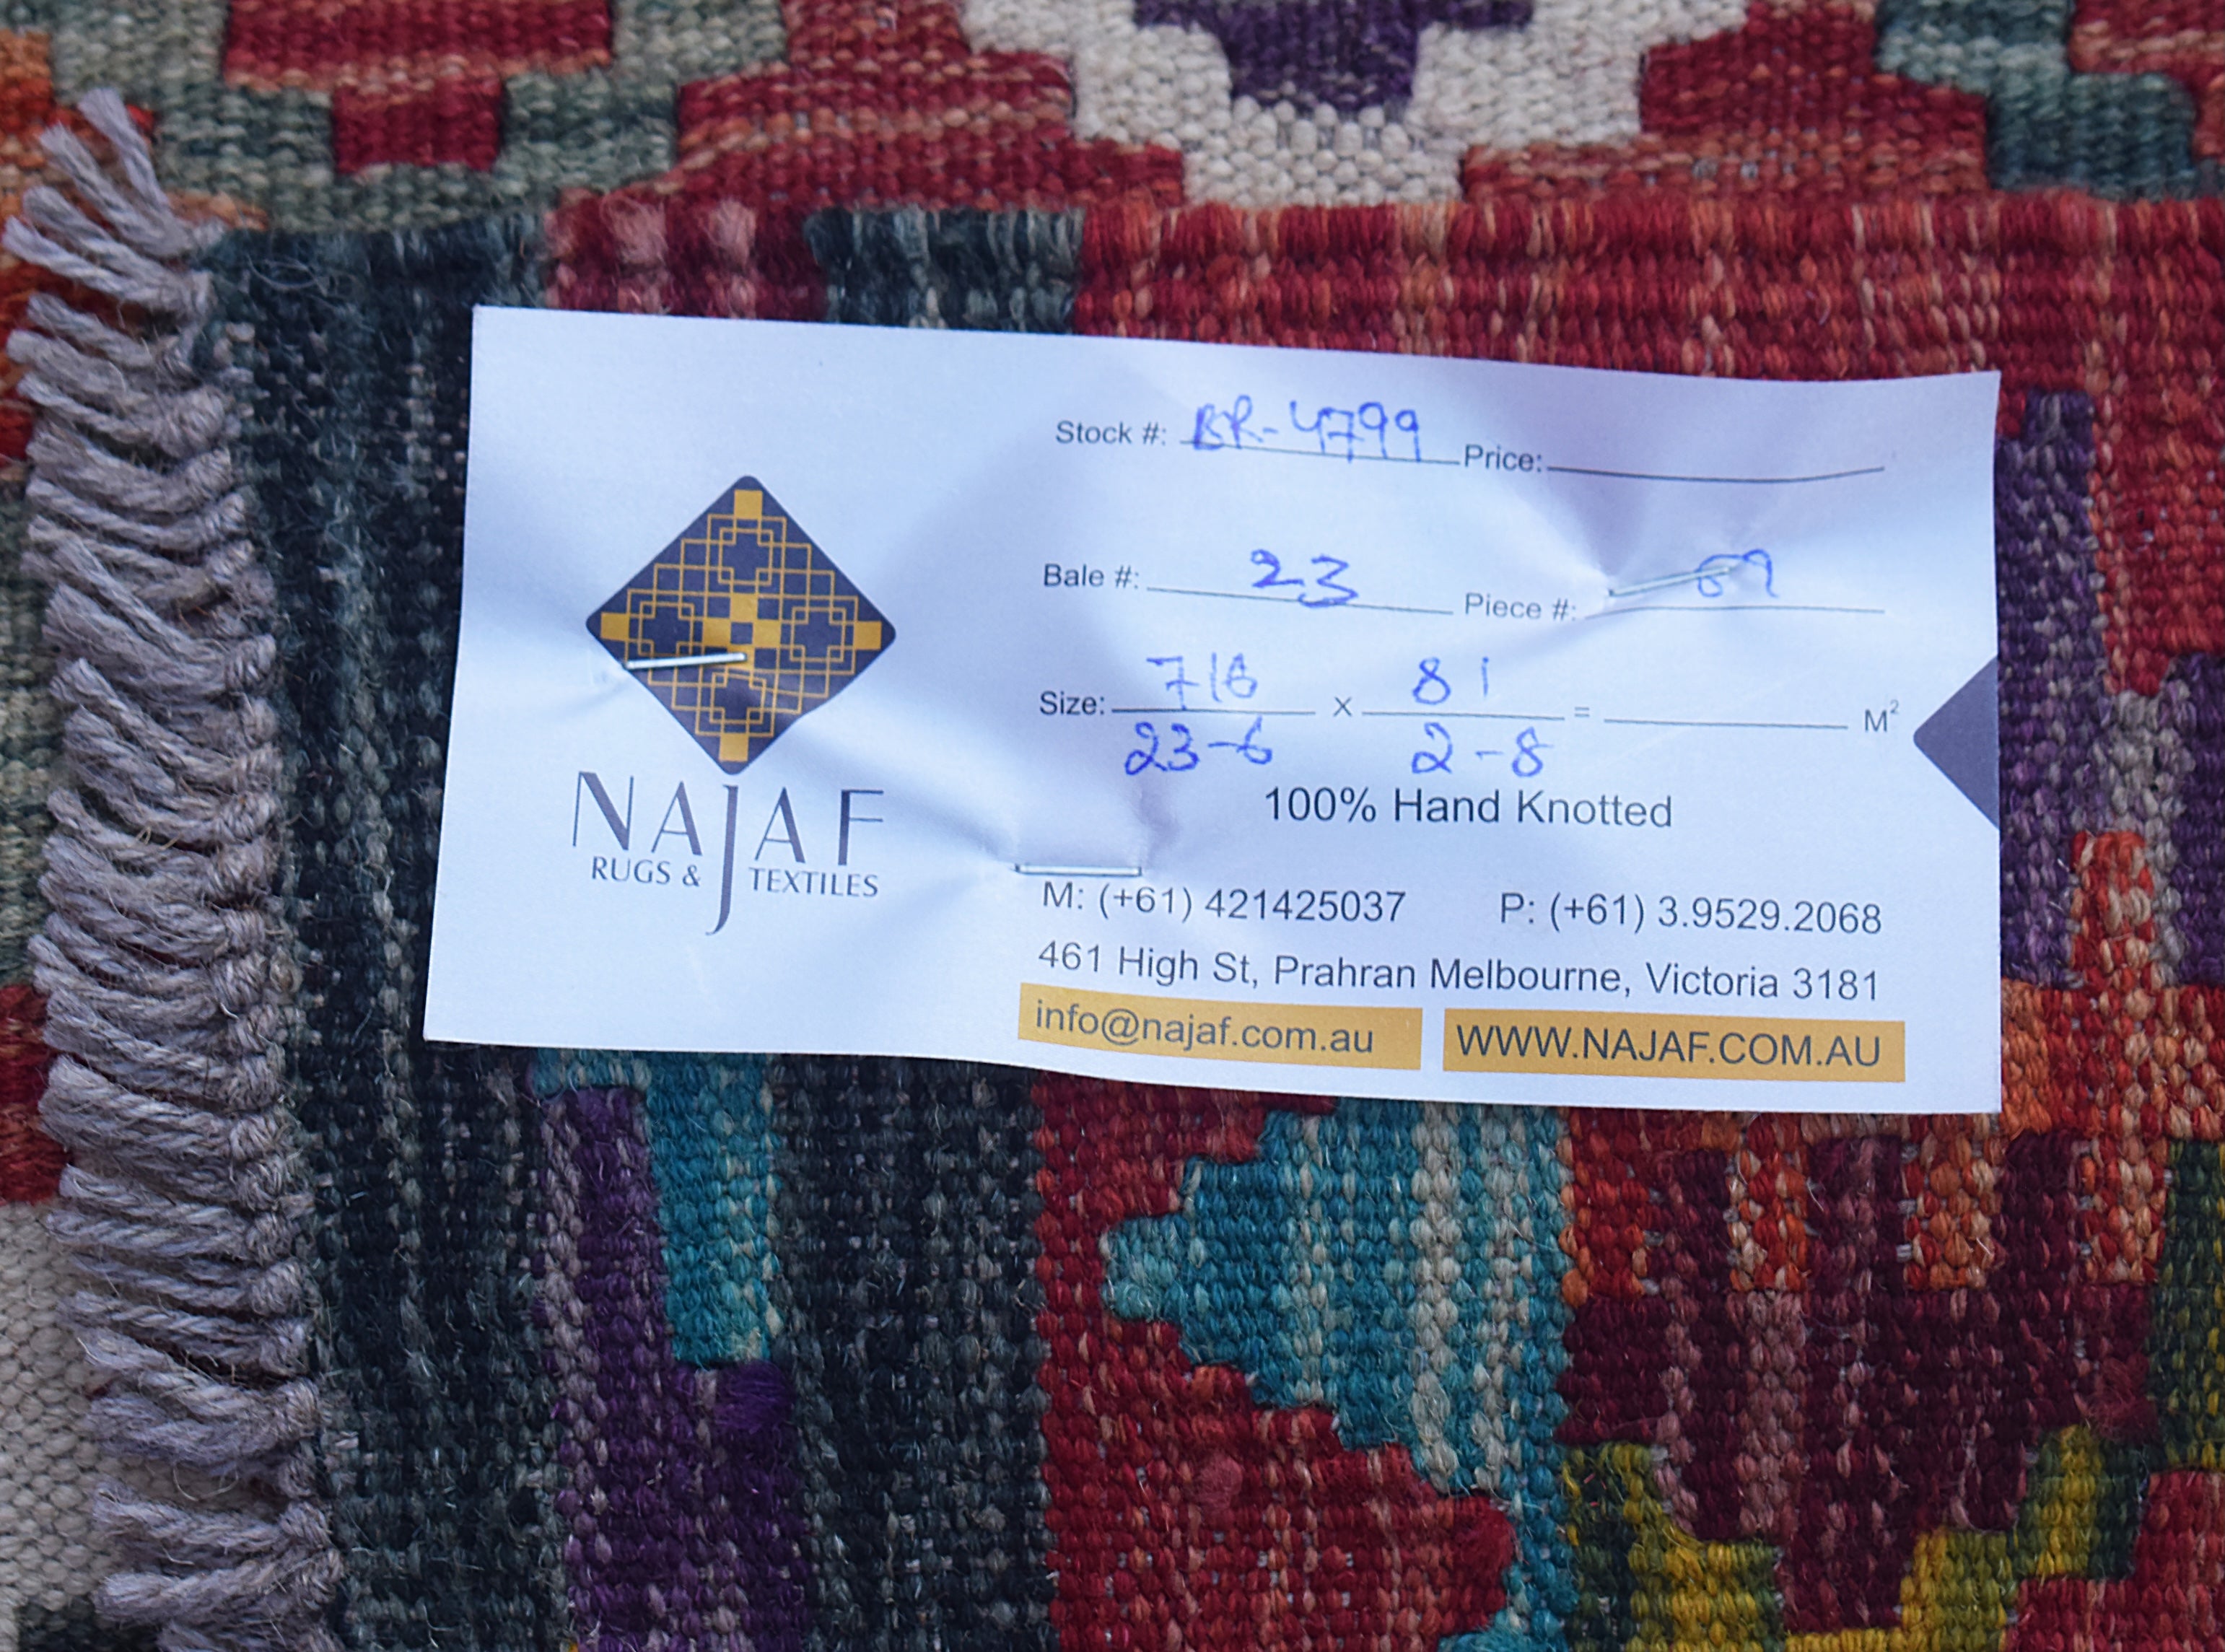 NAJAF
RUGS & TEXTILES
Stock #: BR-4799 Price:
Bale #: 23 Piece #: 69
Size: 716 x 81 = M²
23-6 2-8
100% Hand Knotted
M: (+61) 421425037 P: (+61) 3.9529.2068
461 High St, Prahran Melbourne, Victoria 3181
info@najaf.com.au WWW.NAJAF.COM.AU